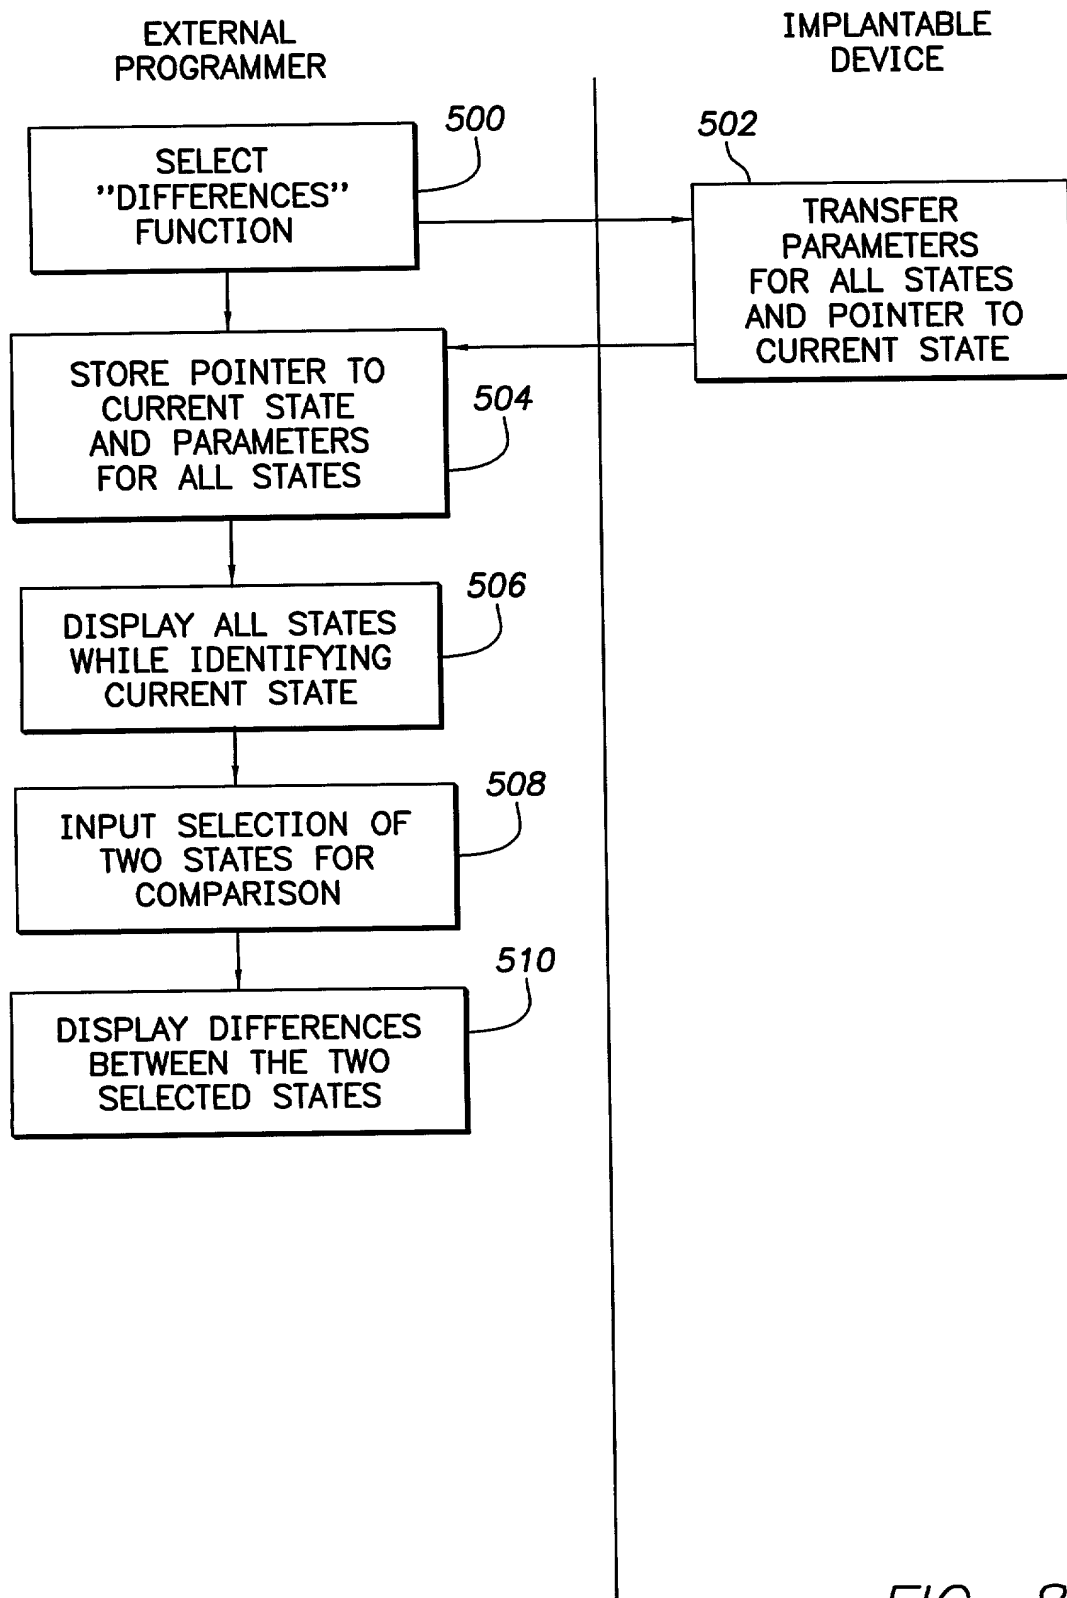 EXTERNAL
PROGRAMMER
IMPLANTABLE
DEVICE
500
SELECT
"DIFFERENCES"
FUNCTION
502
TRANSFER
PARAMETERS
FOR ALL STATES
AND POINTER TO
CURRENT STATE
STORE POINTER TO
CURRENT STATE
AND PARAMETERS
FOR ALL STATES
504
506
DISPLAY ALL STATES
WHILE IDENTIFYING
CURRENT STATE
508
INPUT SELECTION OF
TWO STATES FOR
COMPARISON
510
DISPLAY DIFFERENCES
BETWEEN THE TWO
SELECTED STATES